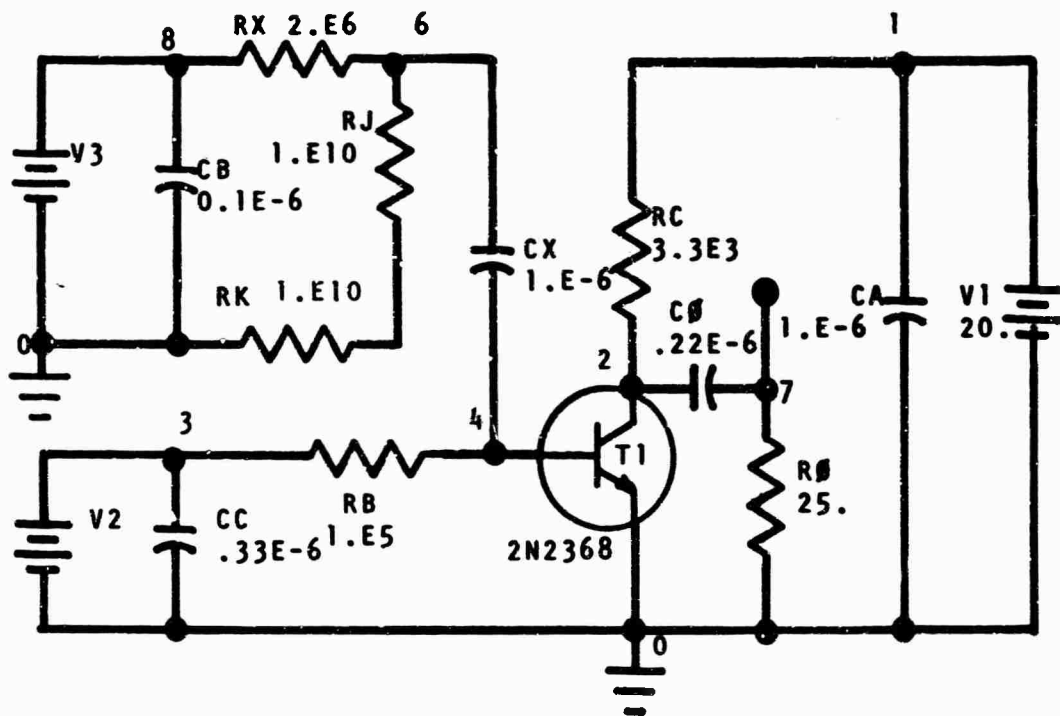 8
RX 2.E6
6
1
V3
CB
0.1E-6
RJ
1.E10
RK
1.E10
0
CX
1.E-6
RC
3.3E3
CØ
.22E-6
2
7
CA
1.E-6
V1
20.
3
4
T1
RØ
25.
V2
CC
.33E-6
RB
1.E5
2N2368
0